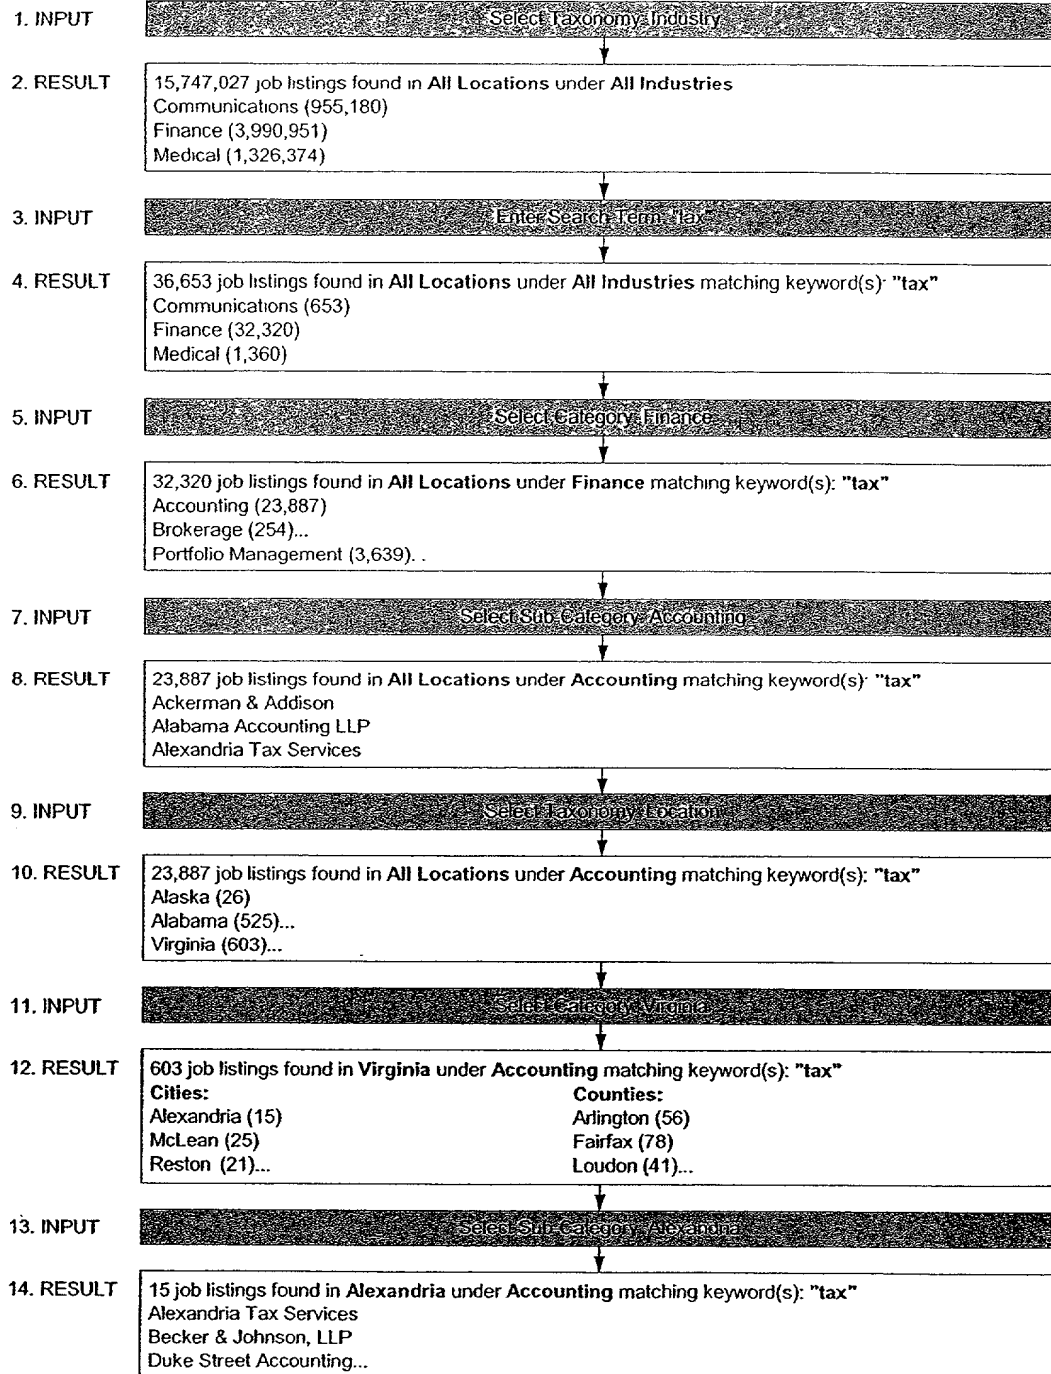 1. INPUT
Select Taxonomy: Industry
2. RESULT
15,747,027 job listings found in All Locations under All Industries
Communications (955,180)
Finance (3,990,951)
Medical (1,326,374)
3. INPUT
Enter Search Term: "tax"
4. RESULT
36,653 job listings found in All Locations under All Industries matching keyword(s): "tax"
Communications (653)
Finance (32,320)
Medical (1,360)
5. INPUT
Select Category: Finance
6. RESULT
32,320 job listings found in All Locations under Finance matching keyword(s): "tax"
Accounting (23,887)
Brokerage (254)...
Portfolio Management (3,639)...
7. INPUT
Select Sub-Category: Accounting
8. RESULT
23,887 job listings found in All Locations under Accounting matching keyword(s): "tax"
Ackerman & Addison
Alabama Accounting LLP
Alexandria Tax Services
9. INPUT
Select Taxonomy: Location
10. RESULT
23,887 job listings found in All Locations under Accounting matching keyword(s): "tax"
Alaska (26)
Alabama (525)...
Virginia (603)...
11. INPUT
Select Category: Virginia
12. RESULT
603 job listings found in Virginia under Accounting matching keyword(s): "tax"
Cities: Counties:
Alexandria (15) Arlington (56)
McLean (25) Fairfax (78)
Reston (21)... Loudon (41)...
13. INPUT
Select Sub-Category: Alexandria
14. RESULT
15 job listings found in Alexandria under Accounting matching keyword(s): "tax"
Alexandria Tax Services
Becker & Johnson, LLP
Duke Street Accounting...